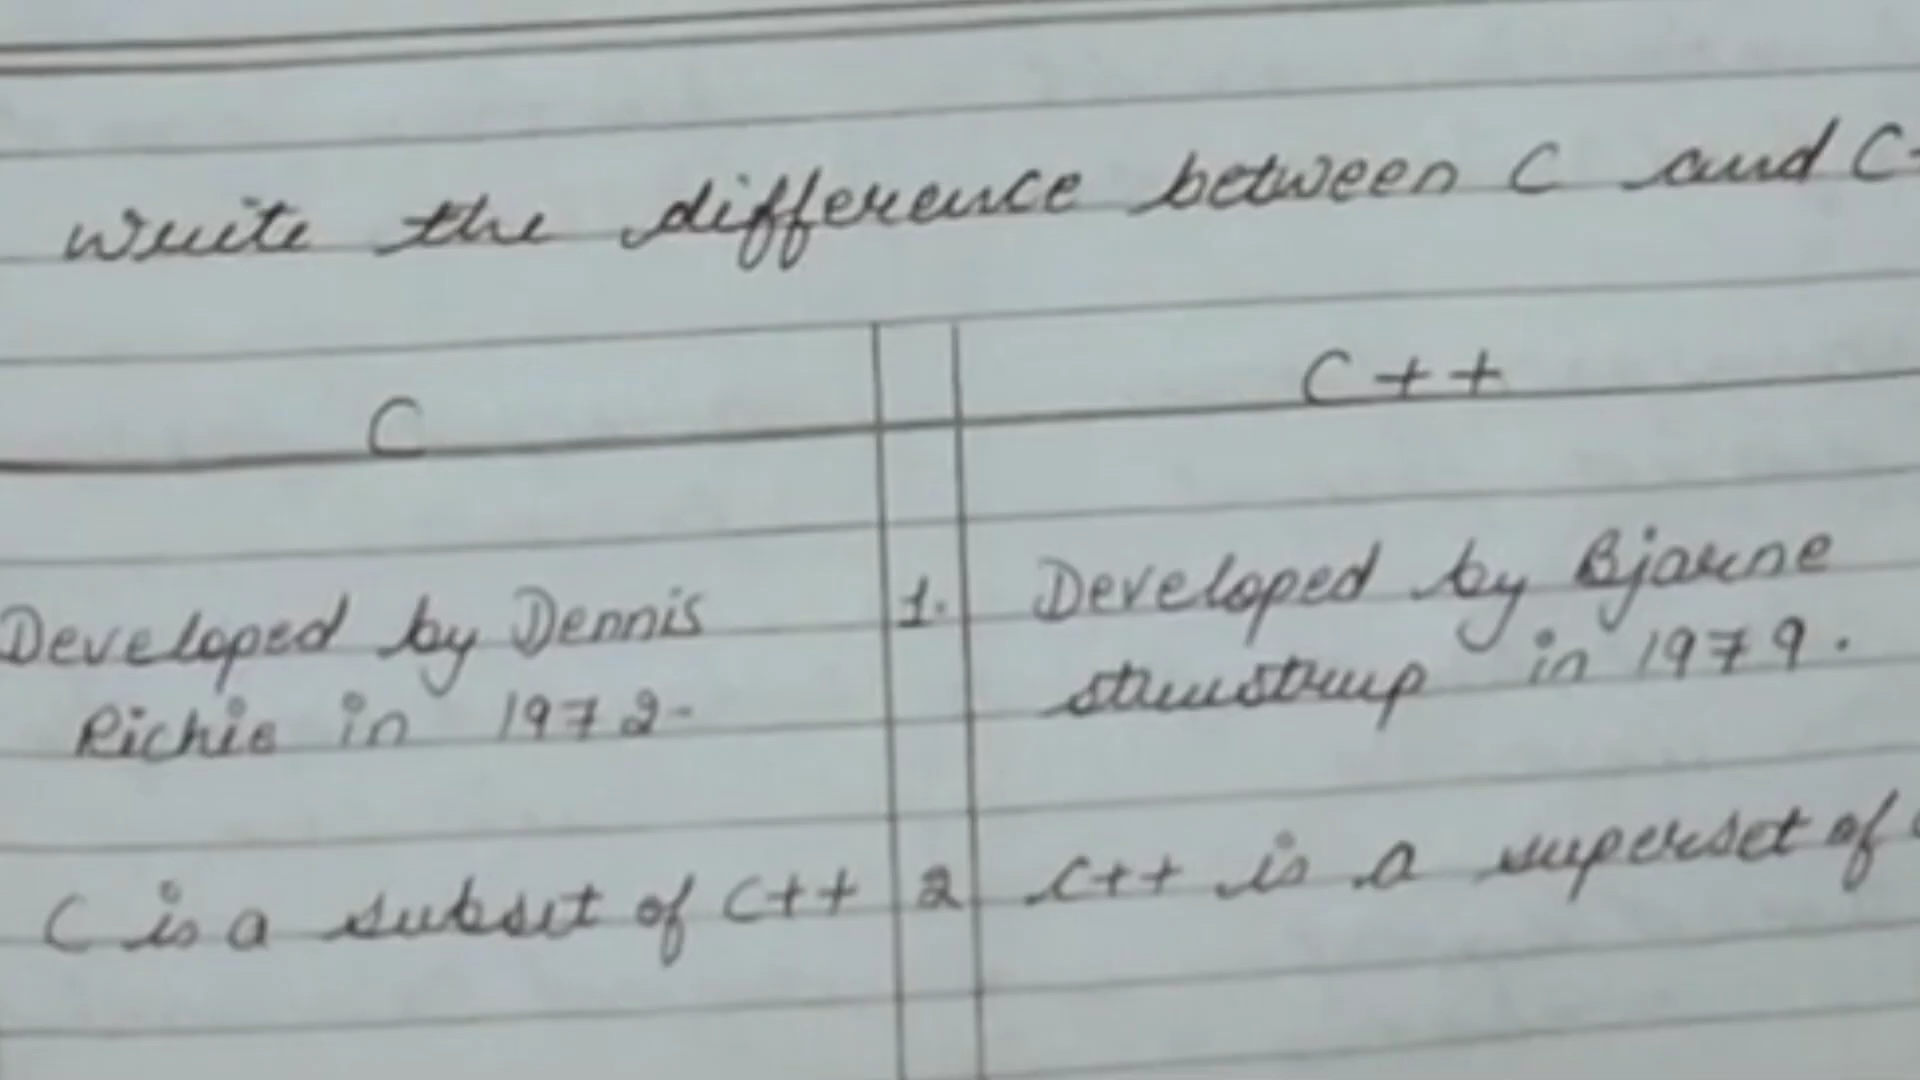 Write the difference between C and C+
C
C++
Developed by Dennis
Richie in 1972.
1. Developed by Bjarne
stroustrup in 1979.
C is a subset of C++
2 C++ is a superset of